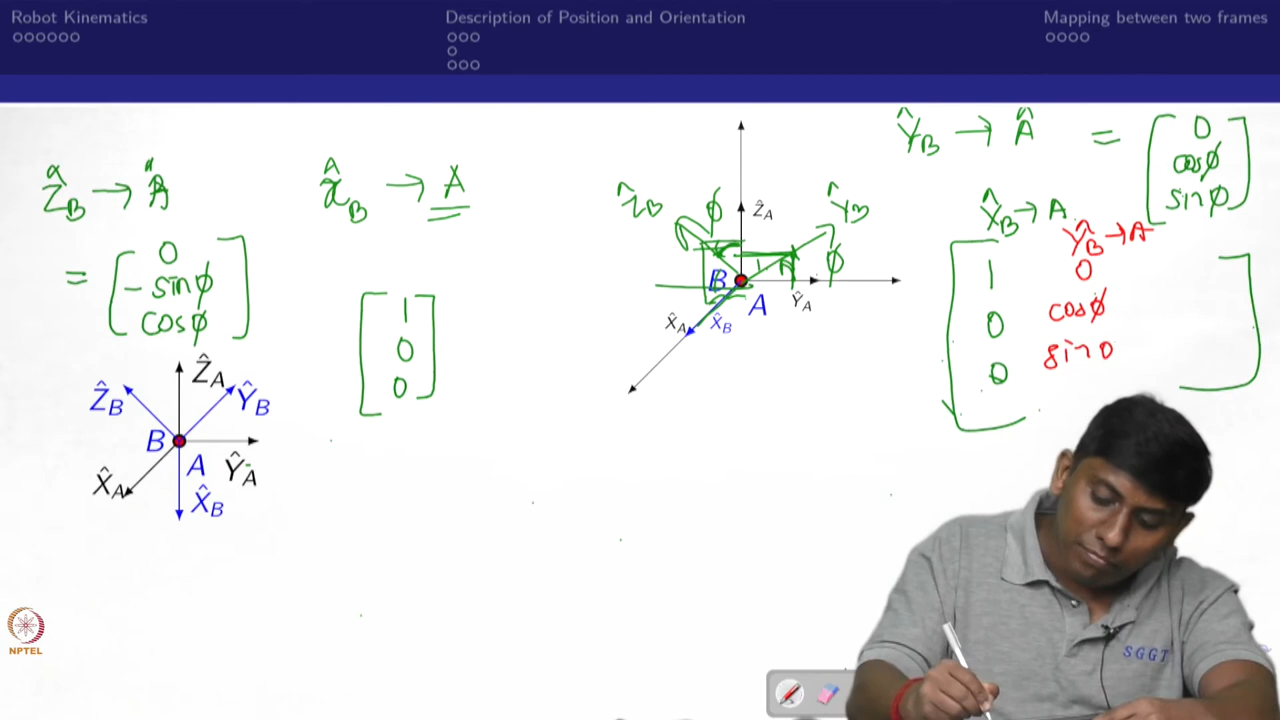 Robot Kinematics
Description of Position and Orientation
Mapping between two frames
Ẑ_B → A
= [0
-sinφ
cosφ]
x̂_B → A
[1
0
0]
Ŷ_B → Â = [0
cosφ
sinφ]
X̂_B → A
Ŷ_B → A
1 0
0 cosφ
0 sin0
Ẑ_B
φ
Ẑ_A
Ŷ_B
φ
B
A
Ŷ_A
X̂_A
X̂_B
Ẑ_A
Ẑ_B
Ŷ_B
B
A
Ŷ_A
X̂_A
X̂_B
NPTEL
SGGT